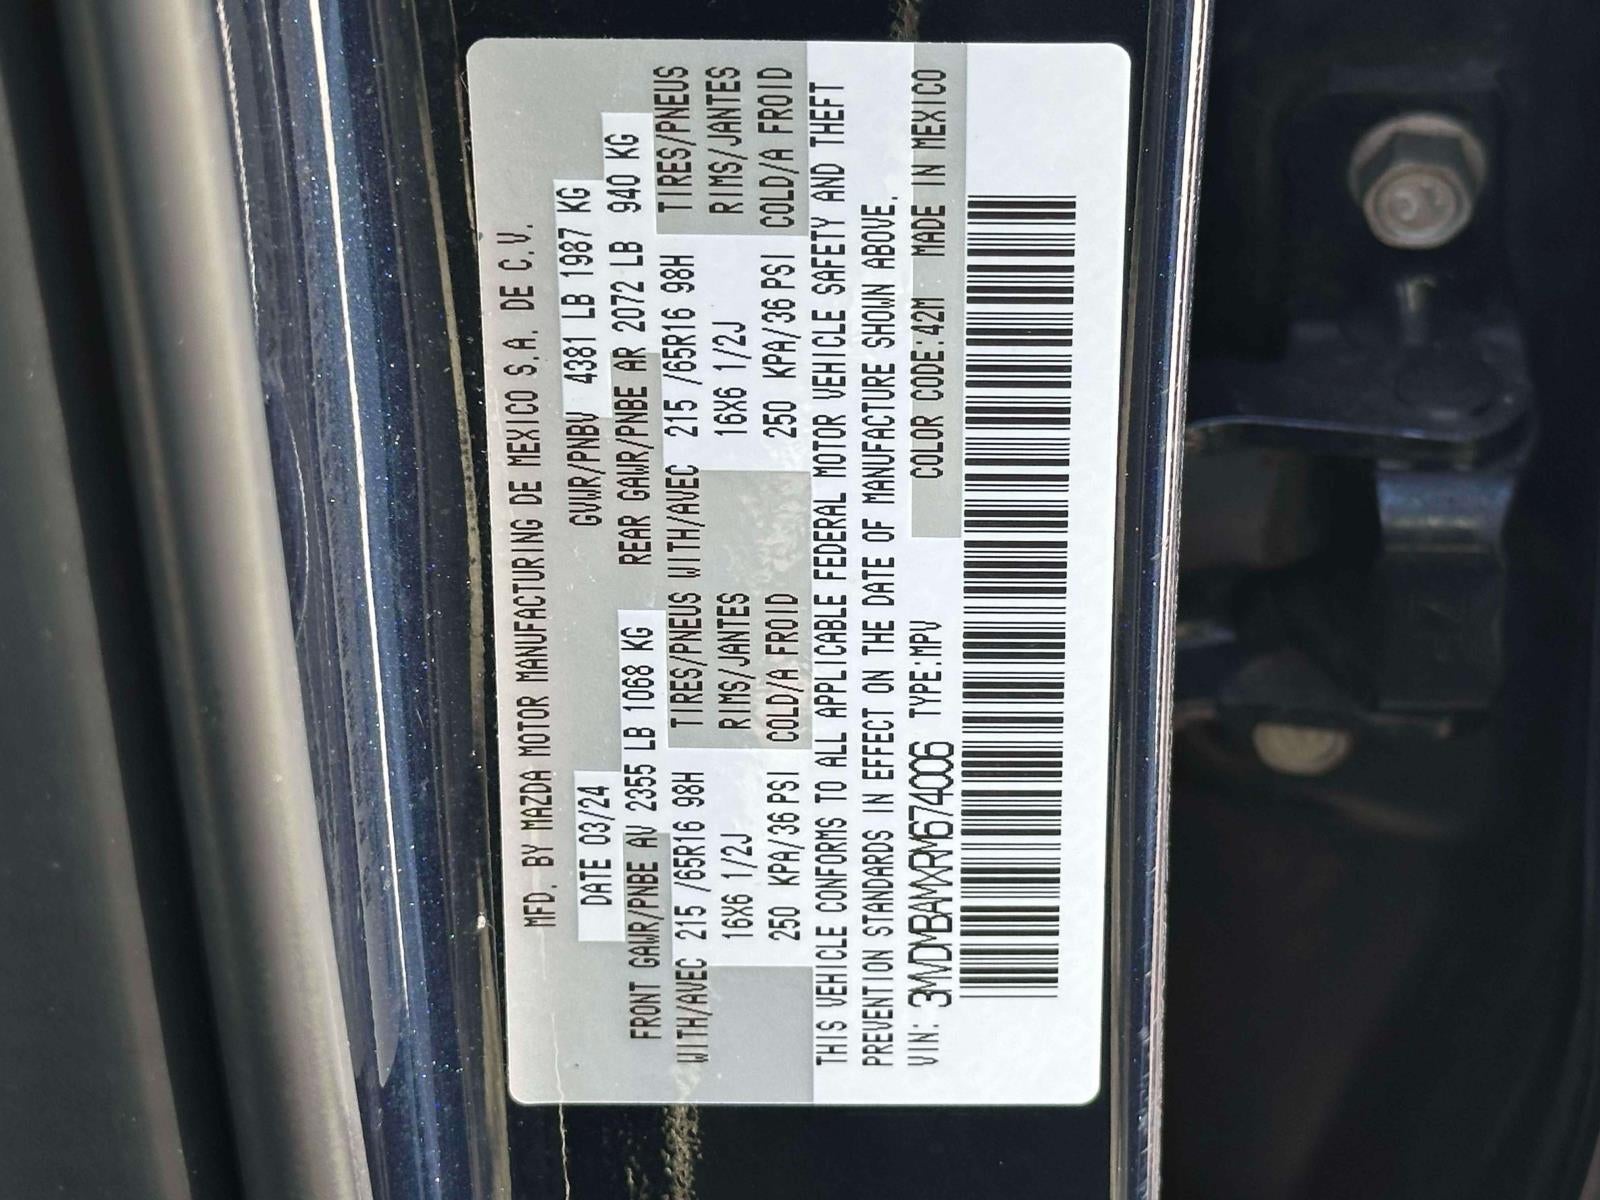 MFD. BY MAZDA MOTOR MANUFACTURING DE MEXICO S.A. DE C.V.
DATE 03/24 GVWR/PNBV 4381 LB 1987 KG
FRONT GAWR/PNBE AV 2355 LB 1068 KG REAR GAWR/PNBE AR 2072 LB 940 KG
WITH/AVEC 215 /65R16 98H TIRES/PNEUS WITH/AVEC 215 /65R16 98H TIRES/PNEUS
16X6 1/2J RIMS/JANTES 16X6 1/2J RIMS/JANTES
250 KPA/36 PSI COLD/A FROID 250 KPA/36 PSI COLD/A FROID
THIS VEHICLE CONFORMS TO ALL APPLICABLE FEDERAL MOTOR VEHICLE SAFETY AND THEFT
PREVENTION STANDARDS IN EFFECT ON THE DATE OF MANUFACTURE SHOWN ABOVE.
VIN: 3MVDMBAMXRM674006 TYPE:MPV COLOR CODE:42M MADE IN MEXICO